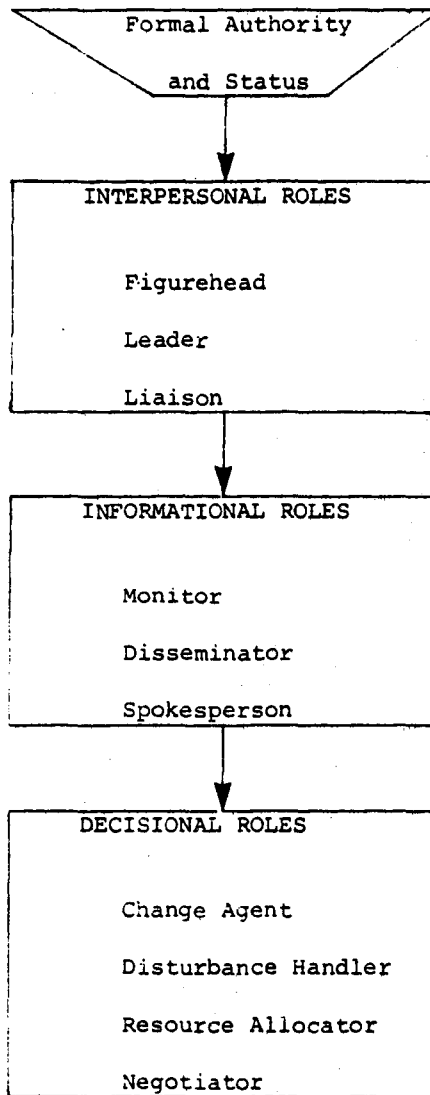 Formal Authority
and Status
INTERPERSONAL ROLES
Figurehead
Leader
Liaison
INFORMATIONAL ROLES
Monitor
Disseminator
Spokesperson
DECISIONAL ROLES
Change Agent
Disturbance Handler
Resource Allocator
Negotiator